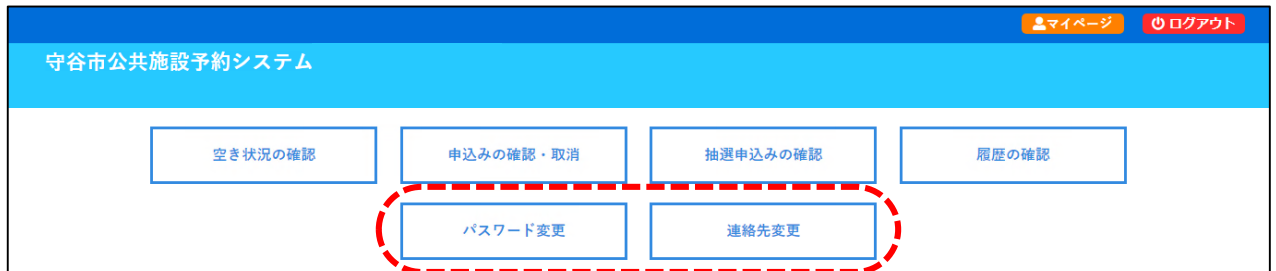 マイページ ログアウト
守谷市公共施設予約システム
空き状況の確認 申込みの確認・取消 抽選申込みの確認 履歴の確認
パスワード変更 連絡先変更